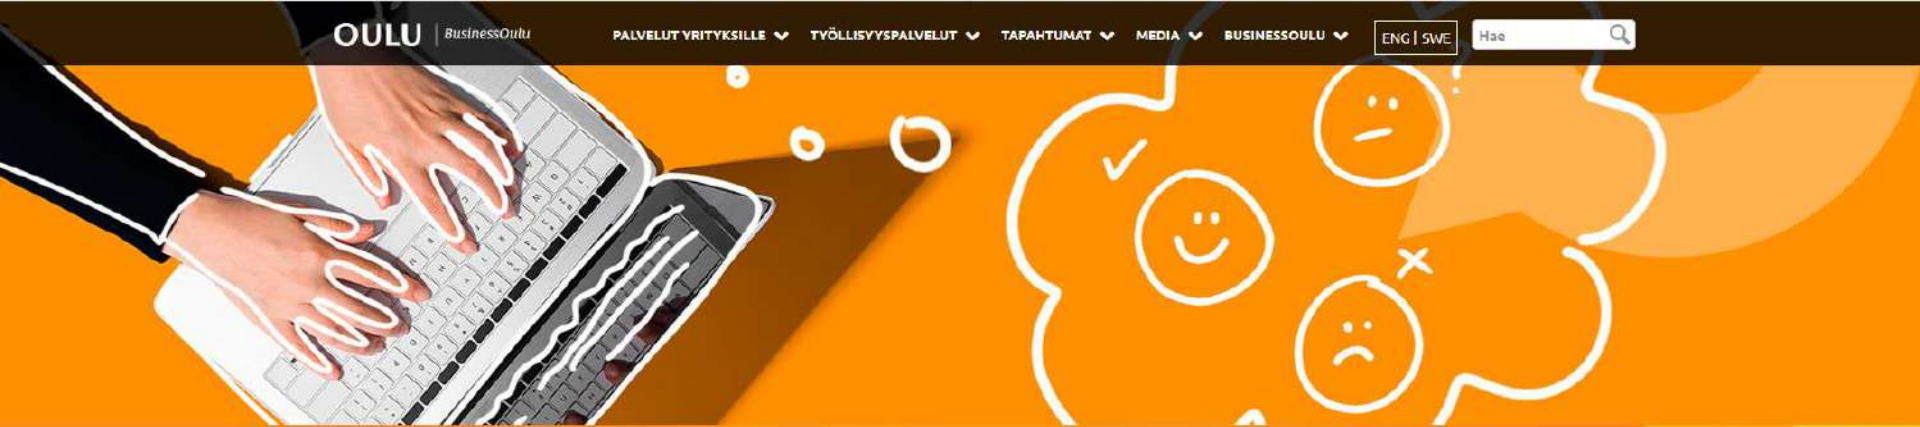 OULU | BusinessOulu PALVELUT YRITYKSILLE TYÖLLISYYSPALVELUT TAPAHTUMAT MEDIA BUSINESSOULU ENG | SWE Hae